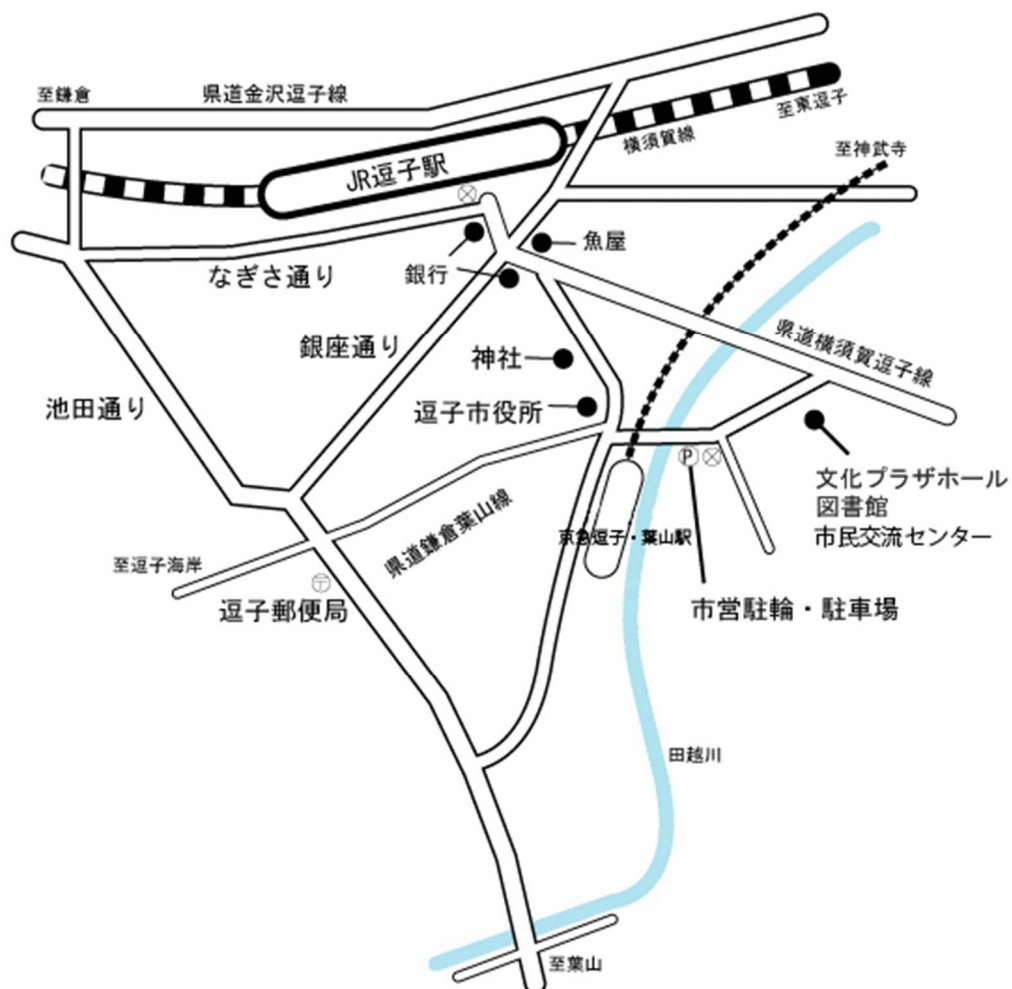 至鎌倉
県道金沢逗子線
至東逗子
横須賀線
至神武寺
JR逗子駅
魚屋
なぎさ通り
銀行
銀座通り
県道横須賀逗子線
神社
池田通り
逗子市役所
P
文化プラザホール
図書館
市民交流センター
県道鎌倉葉山線
京急逗子・葉山駅
至逗子海岸
〒
逗子郵便局
市営駐輪・駐車場
田越川
至葉山